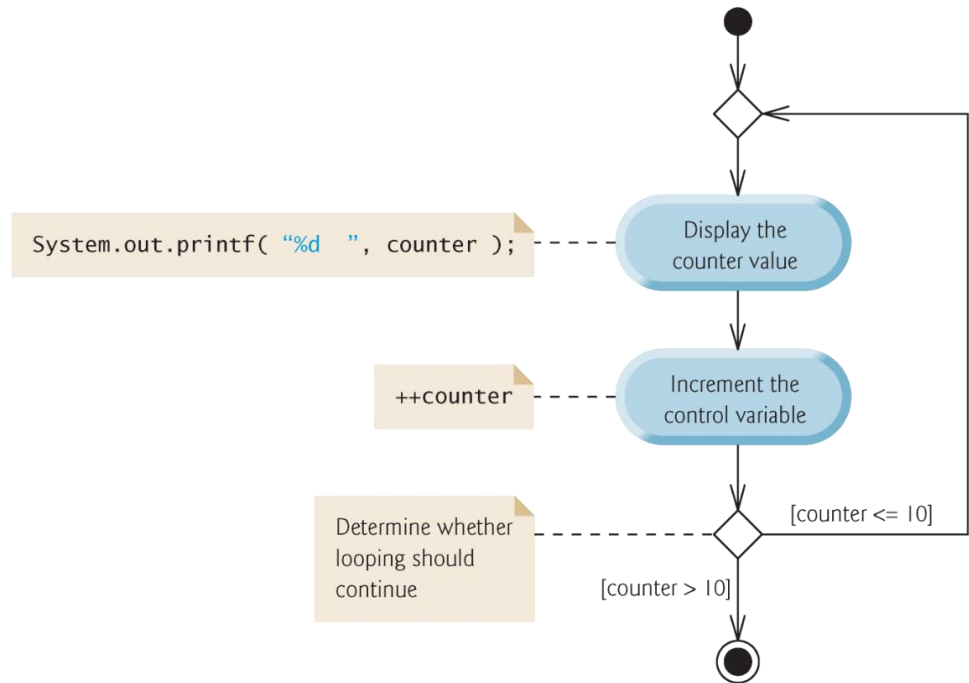 System.out.printf( “%d  ”, counter );
Display the
counter value
++counter
Increment the
control variable
Determine whether
looping should
continue
[counter <= 10]
[counter > 10]